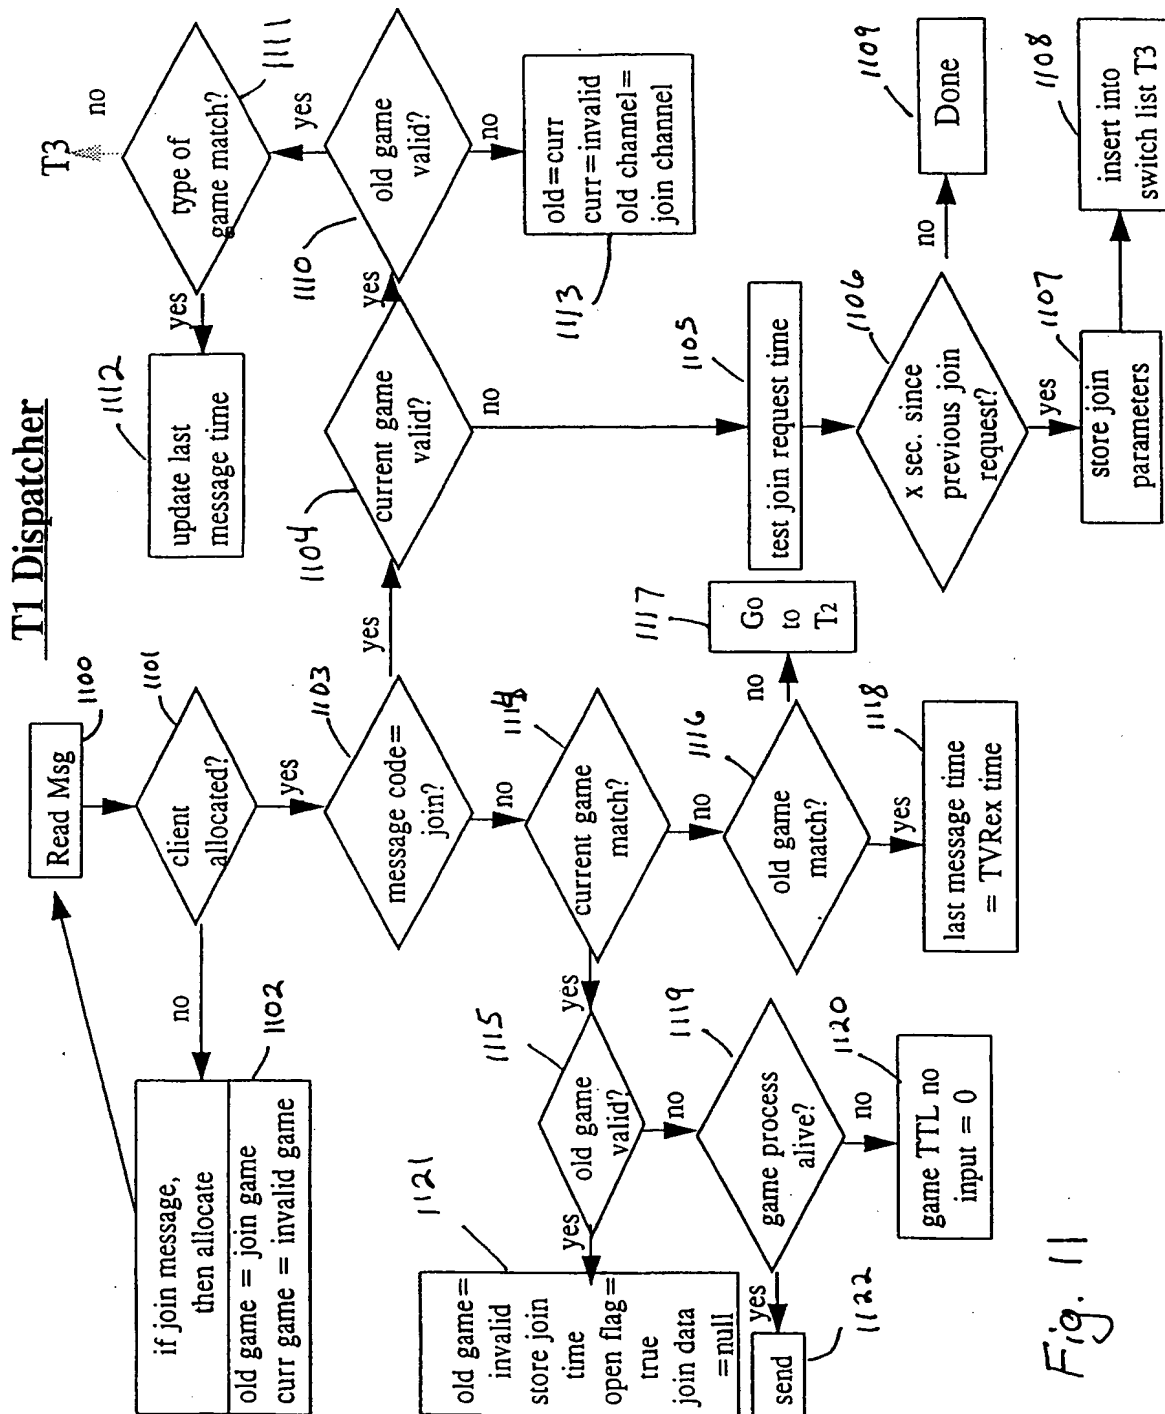 T1 Dispatcher
1100
Read Msg
1101
client
allocated?
no
yes
if join message,
then allocate
old game = join game
curr game = invalid game
1102
1103
message code=
join?
yes
no
1104
current game
valid?
yes
no
1110
old game
valid?
yes
no
1111
type of
game match?
no
T3
yes
1112
update last
message time
old=curr
curr=invalid
old channel=
join channel
1113
1105
test join request time
1106
x sec. since
previous join
request?
no
yes
1109
Done
1107
store join
parameters
1108
insert into
switch list T3
1114
current game
match?
yes
no
1116
old game
match?
no
yes
1117
Go
to
T2
1118
last message time
= TVRex time
1115
old game
valid?
yes
no
1121
old game=
invalid
store join
time
open flag=
true
join data
=null
1119
game process
alive?
yes
no
1120
game TTL no
input = 0
send
1122
Fig. 11